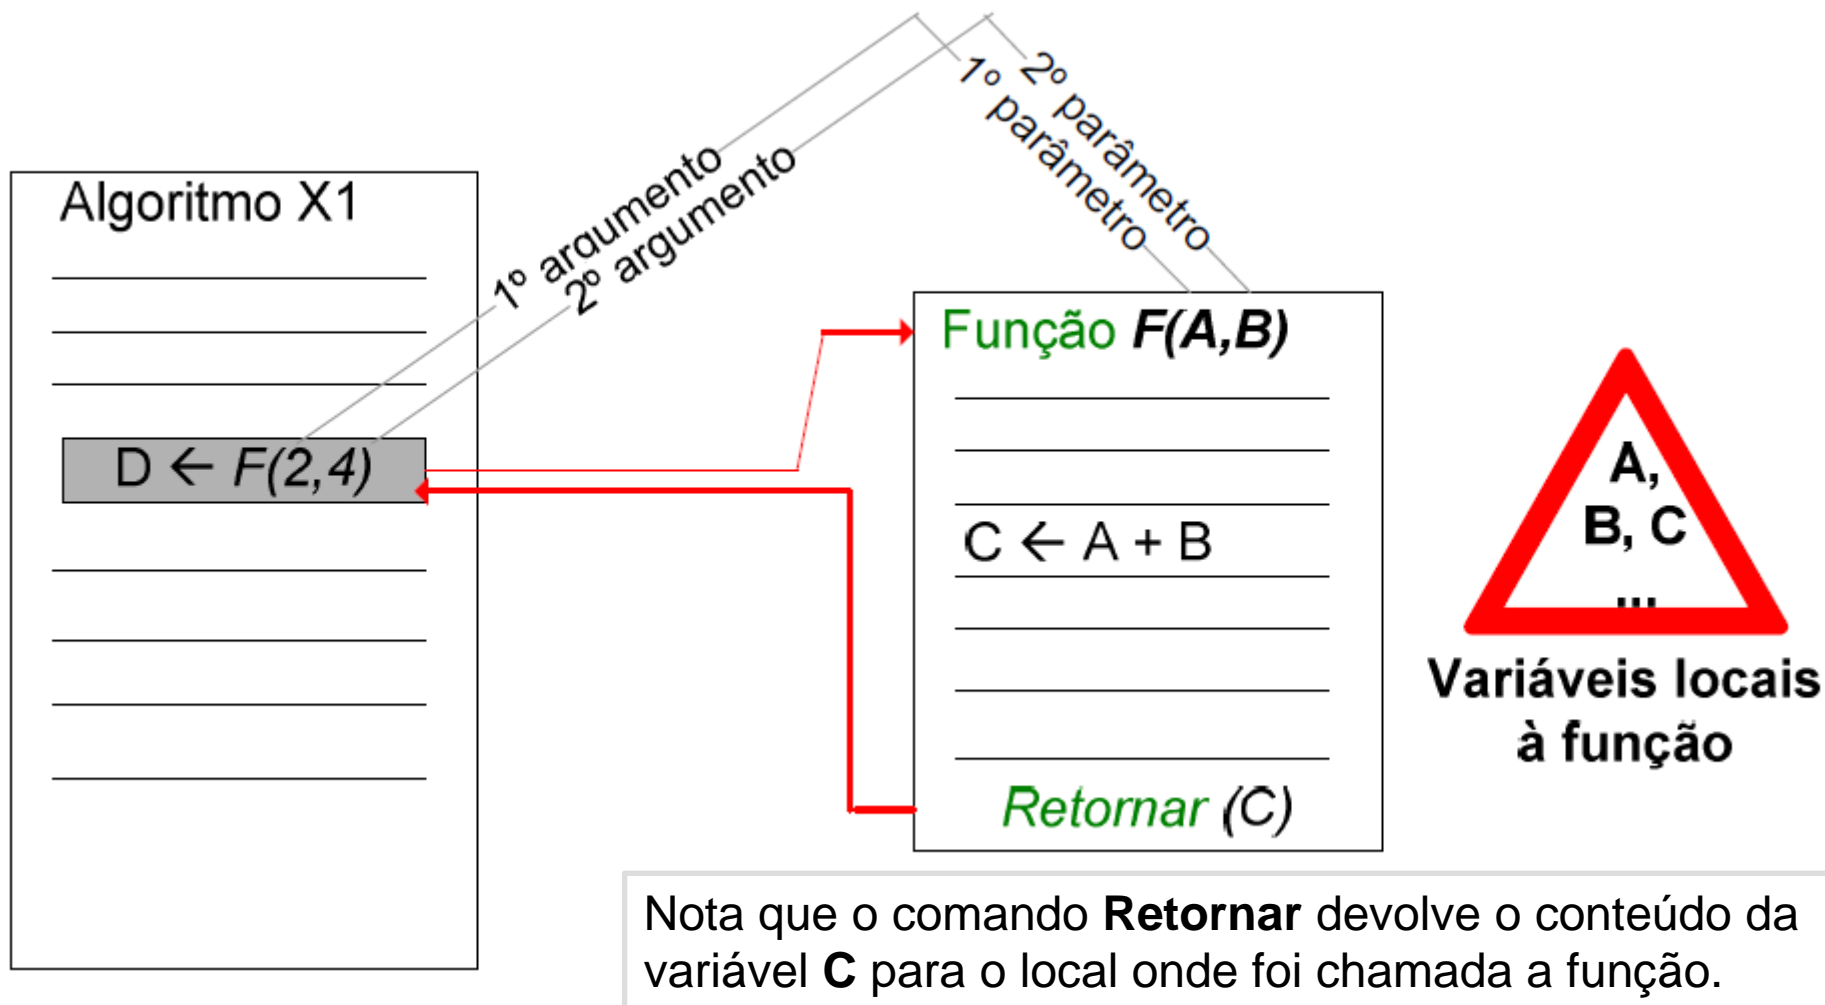 1º argumento
2º argumento
1º parâmetro
2º parâmetro
Algoritmo X1
D ← F(2,4)
Função F(A,B)
C ← A + B
Retornar (C)
A,
B, C
...
Variáveis locais
à função
Nota que o comando Retornar devolve o conteúdo da
variável C para o local onde foi chamada a função.